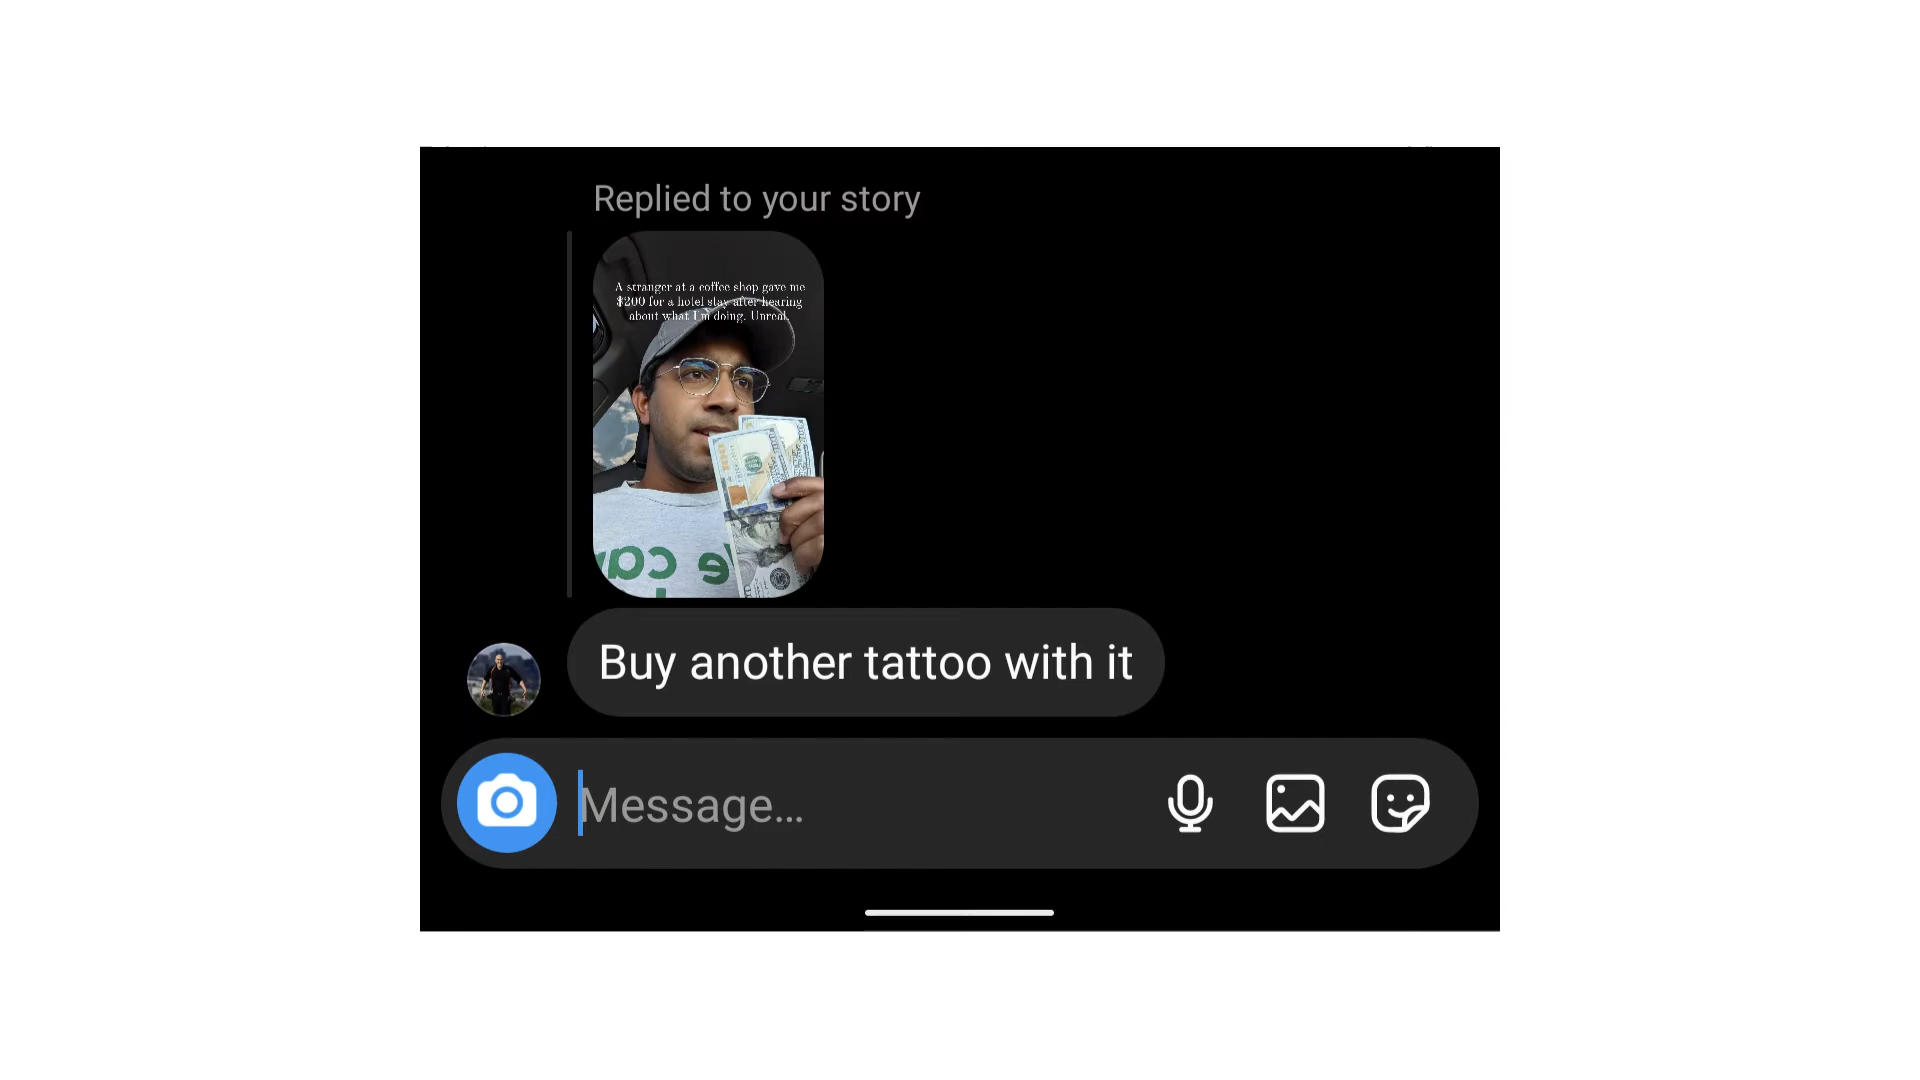 Replied to your story
A stranger at a coffee shop gave me
$200 for a hotel stay after hearing
about what I'm doing. Unreal.
Buy another tattoo with it
Message...